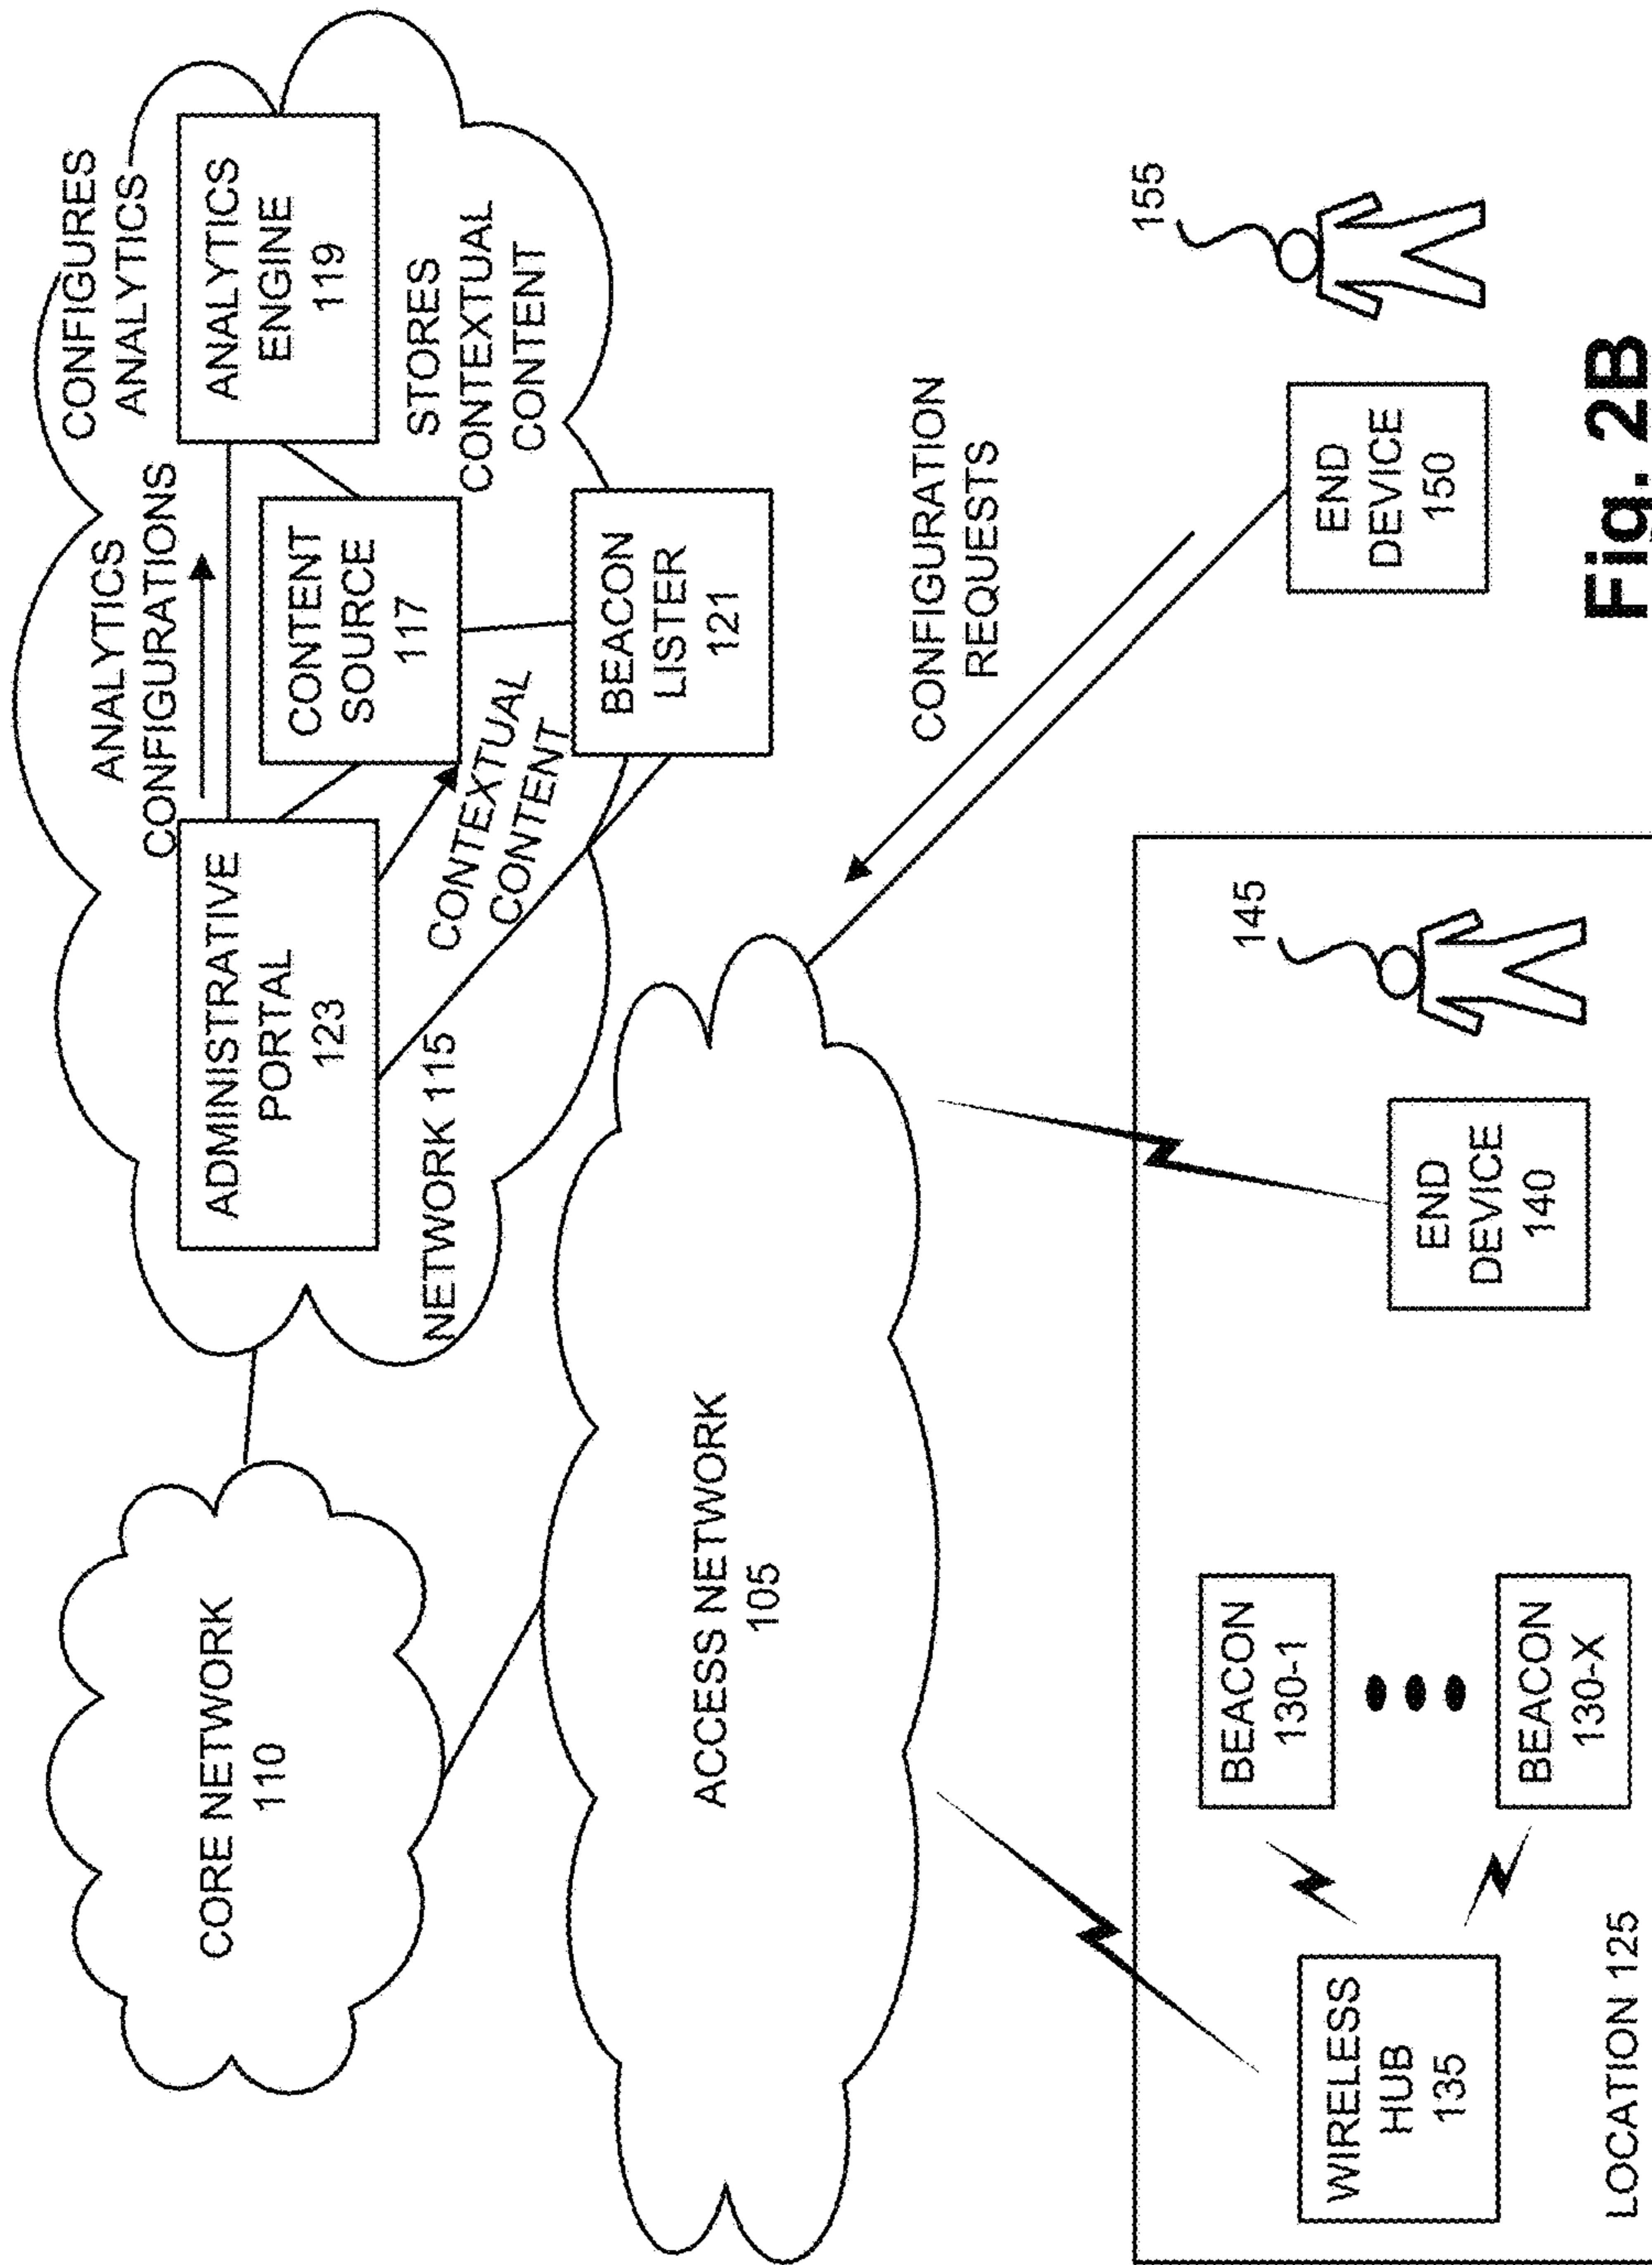 CORE NETWORK
110
ADMINISTRATIVE
PORTAL
123
NETWORK 115
ANALYTICS
CONFIGURATIONS
CONFIGURES
ANALYTICS
ANALYTICS
ENGINE
119
CONTENT
SOURCE
117
STORES
CONTEXTUAL
CONTENT
CONTEXTUAL
CONTENT
BEACON
LISTER
121
ACCESS NETWORK
105
CONFIGURATION
REQUESTS
WIRELESS
HUB
135
BEACON
130-1
BEACON
130-X
END
DEVICE
140
145
LOCATION 125
END
DEVICE
150
155
Fig. 2B